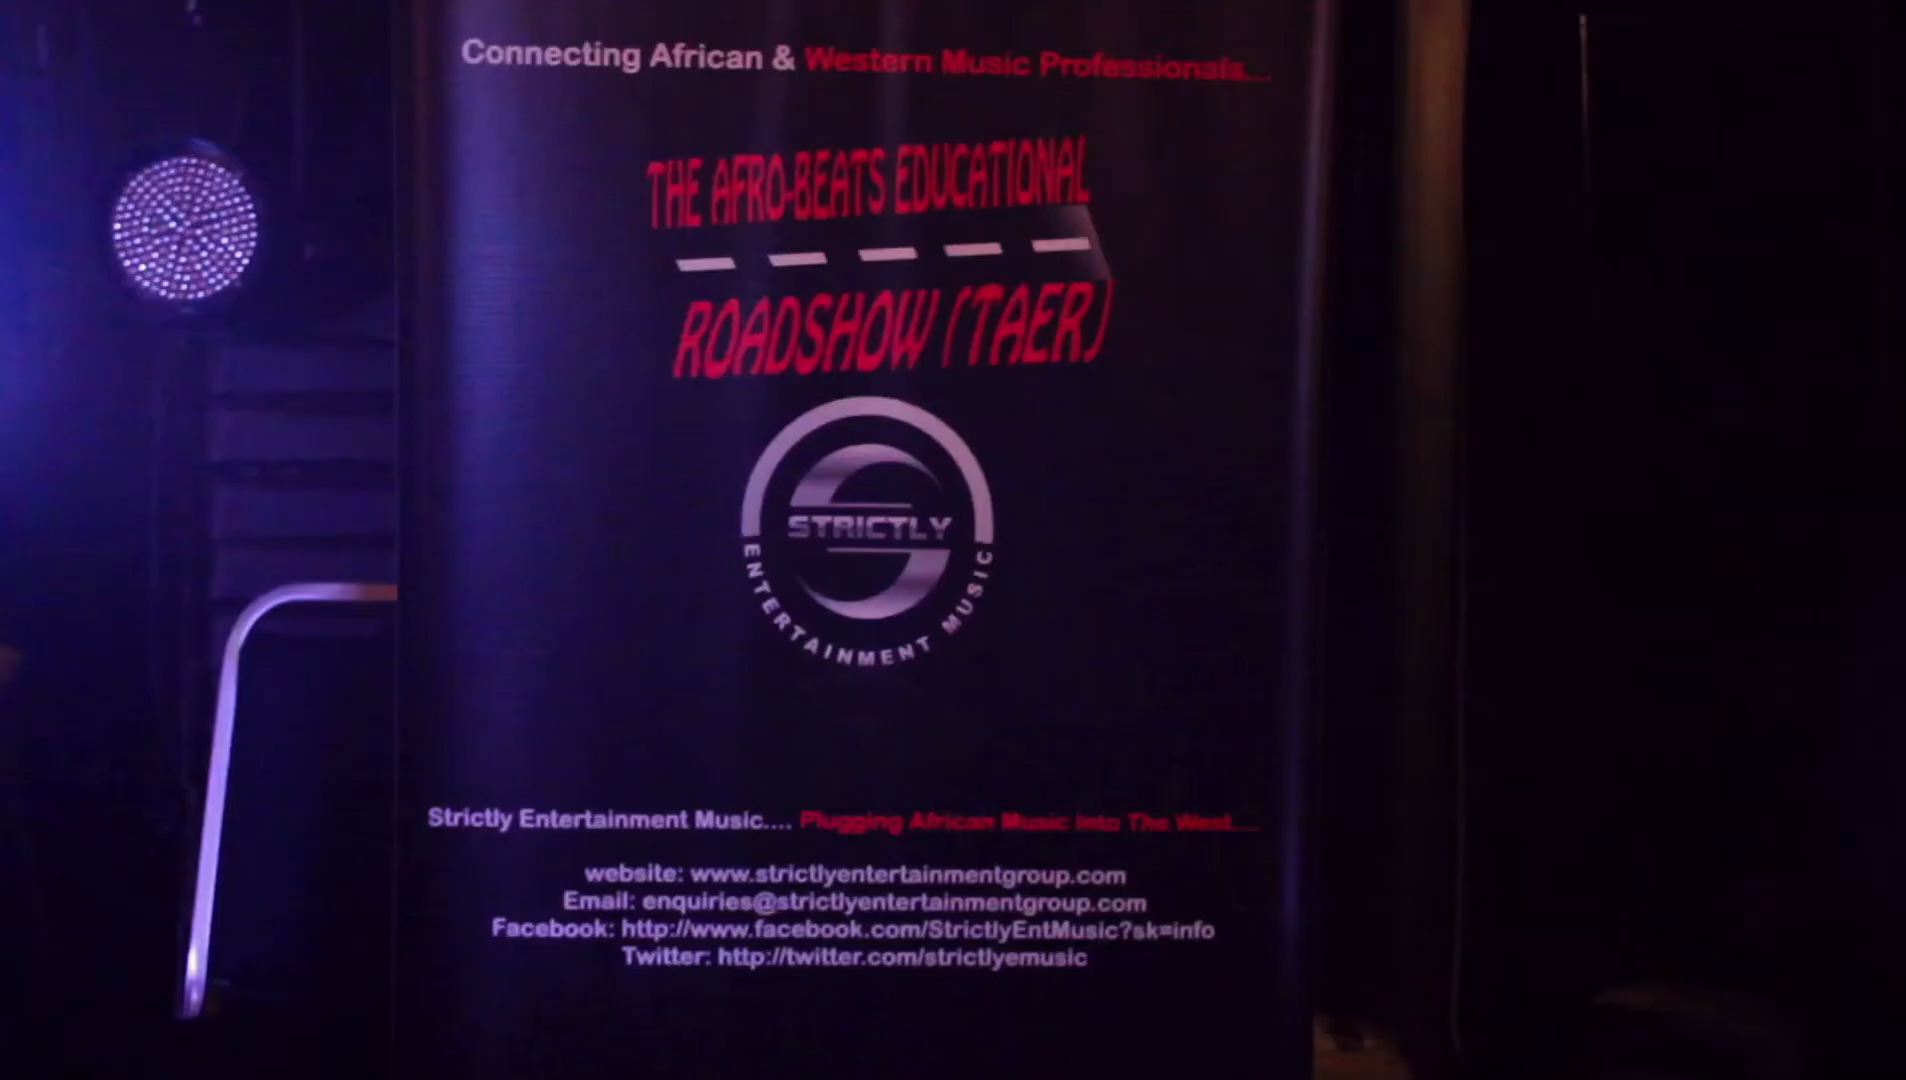 Connecting African & Western Music Professionals...
THE AFRO-BEATS EDUCATIONAL
ROADSHOW (TAER)
STRICTLY
ENTERTAINMENT MUSIC
Strictly Entertainment Music.... Plugging African Music Into The West....
website: www.strictlyentertainmentgroup.com
Email: enquiries@strictlyentertainmentgroup.com
Facebook: http://www.facebook.com/StrictlyEntMusic?sk=info
Twitter: http://twitter.com/strictlyemusic